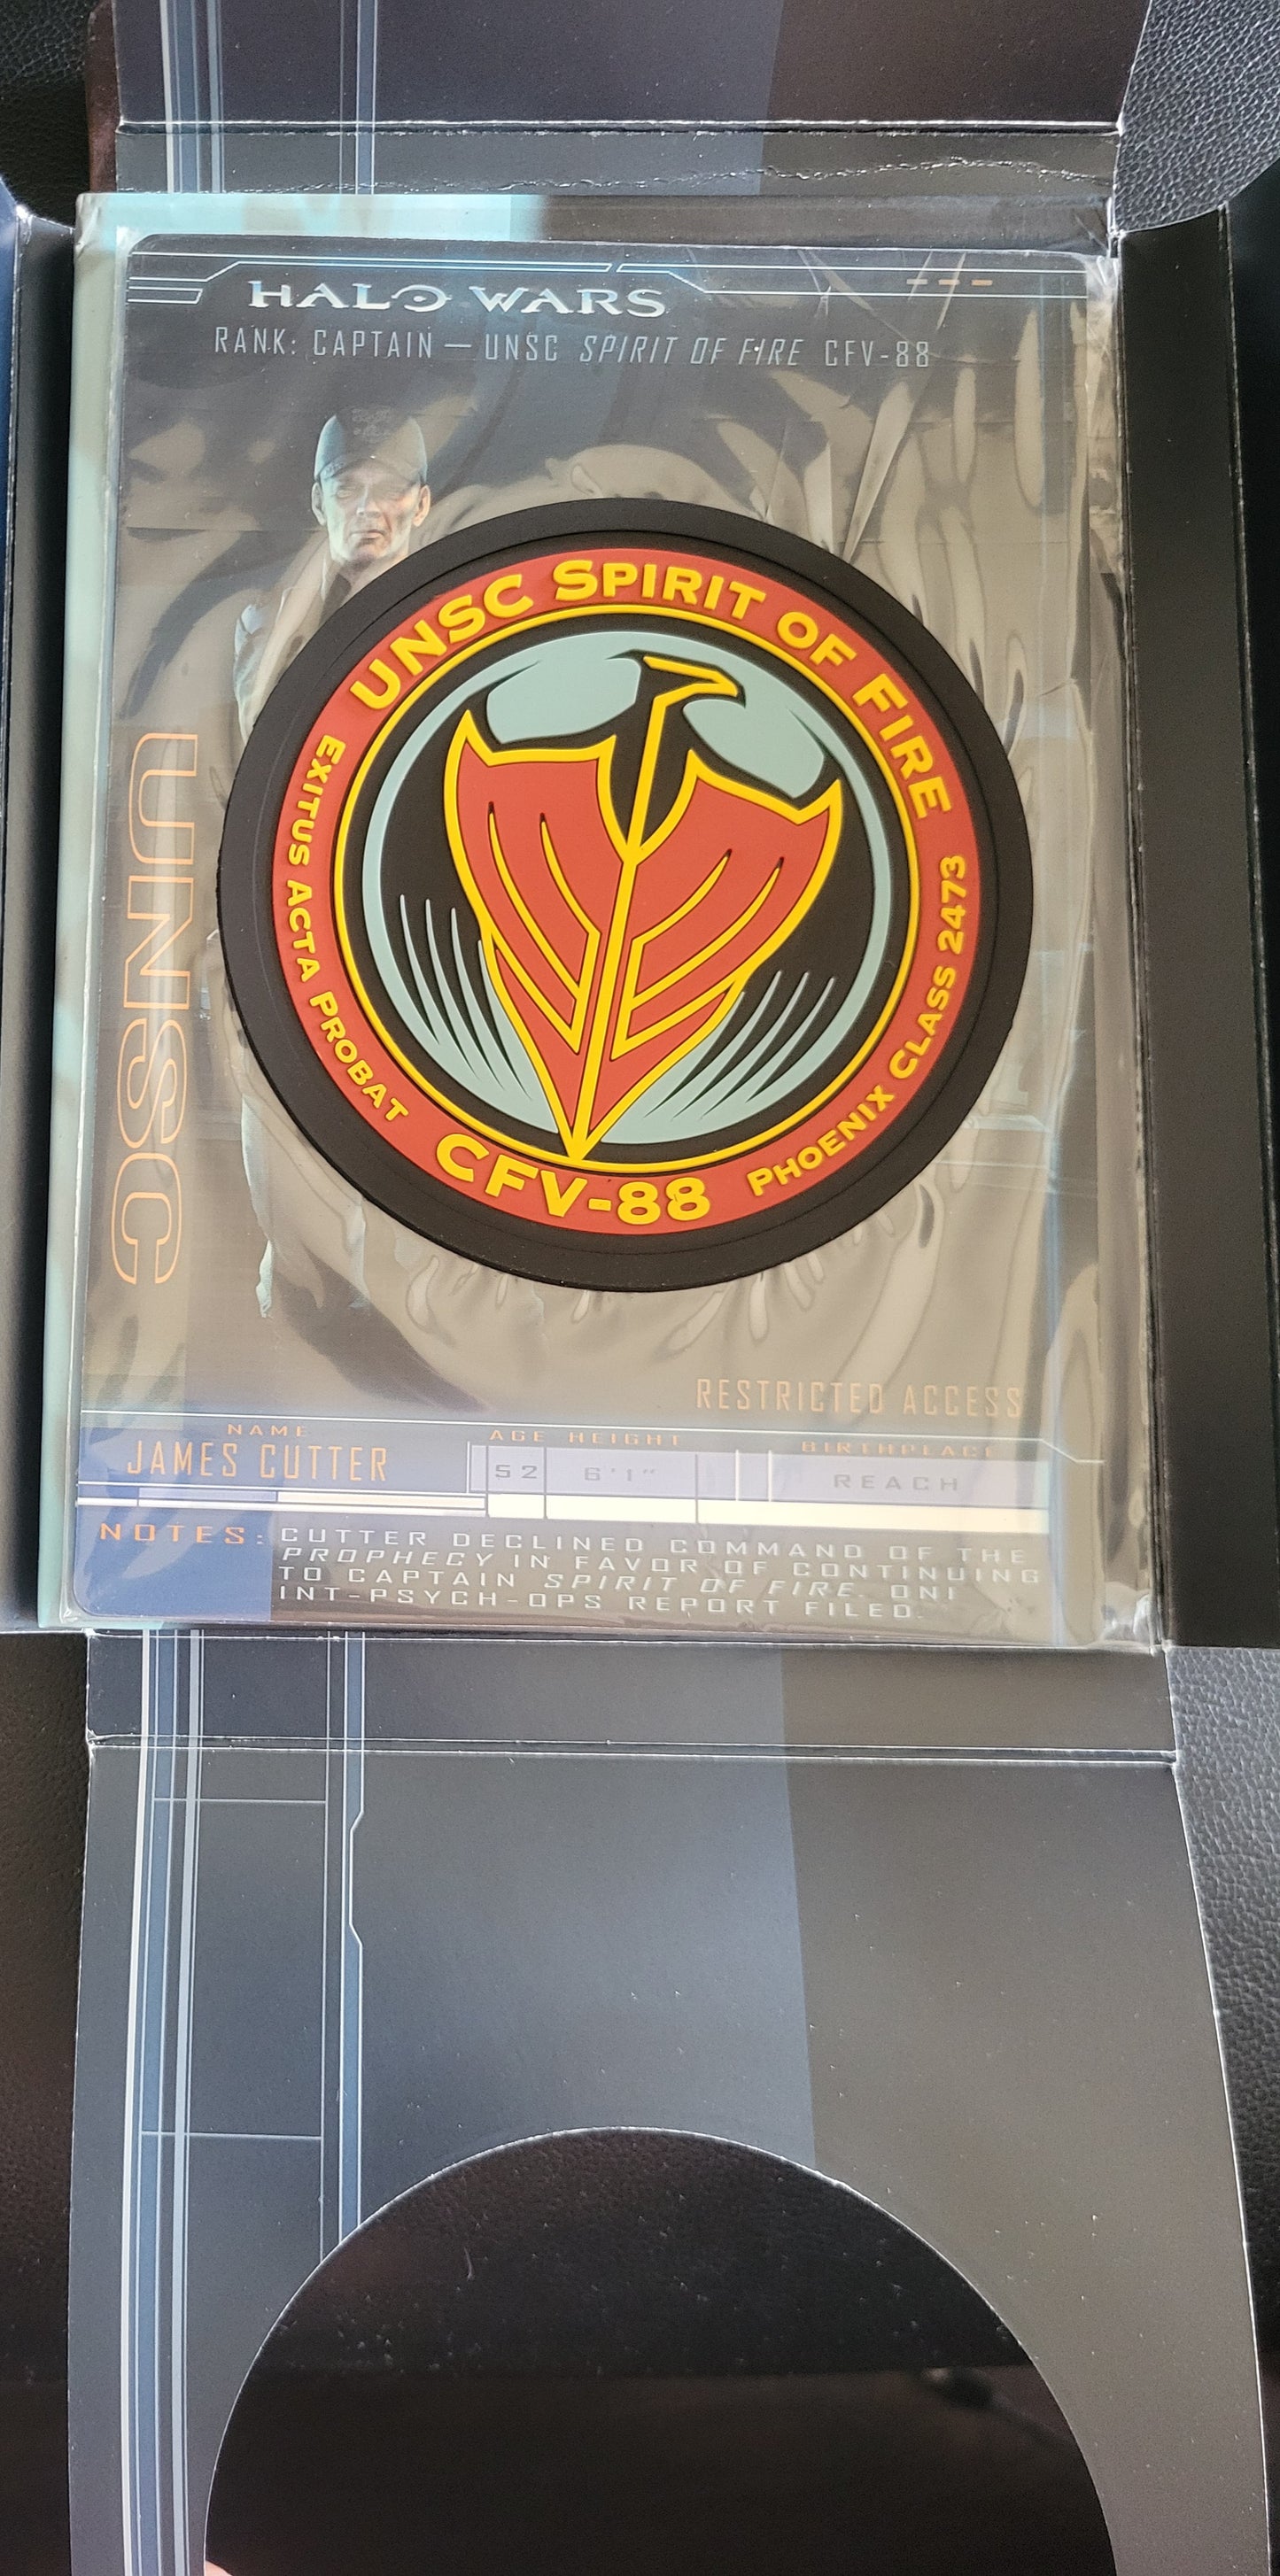 HALO WARS
RANK: CAPTAIN — UNSC SPIRIT OF FIRE CFV-88
UNSC SPIRIT OF FIRE
EXITUS ACTA PROBAT
CFV-88
PHOENIX CLASS 2473
UNSC
RESTRICTED ACCESS
NAME AGE HEIGHT BIRTHPLACE
JAMES CUTTER 52 6'1" REACH
NOTES: CUTTER DECLINED COMMAND OF THE
PROPHECY IN FAVOR OF CONTINUING
TO CAPTAIN SPIRIT OF FIRE. ONI
INT-PSYCH-OPS REPORT FILED.